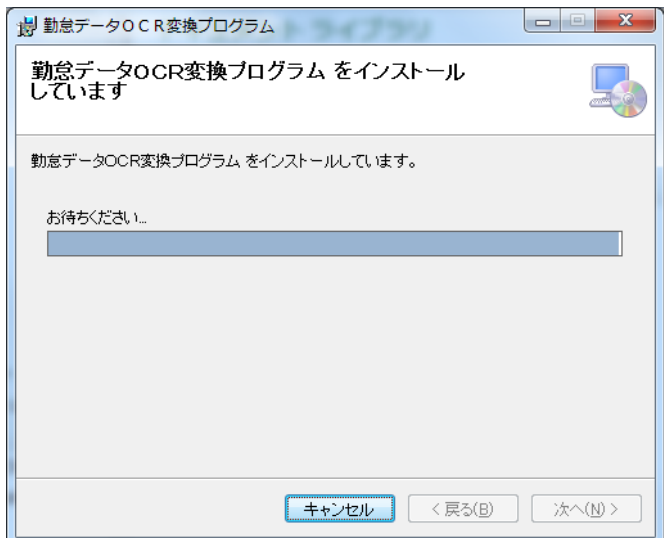 勤怠データＯＣＲ変換プログラム
勤怠データOCR変換プログラム をインストール
しています
勤怠データOCR変換プログラム をインストールしています。
お待ちください...
キャンセル
< 戻る(B)
次へ(N) >